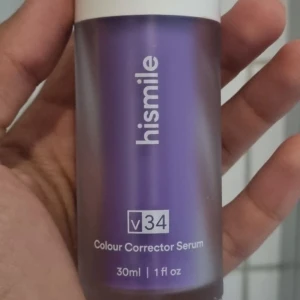 hismile
v34
Colour Corrector Serum
30ml | 1 fl oz